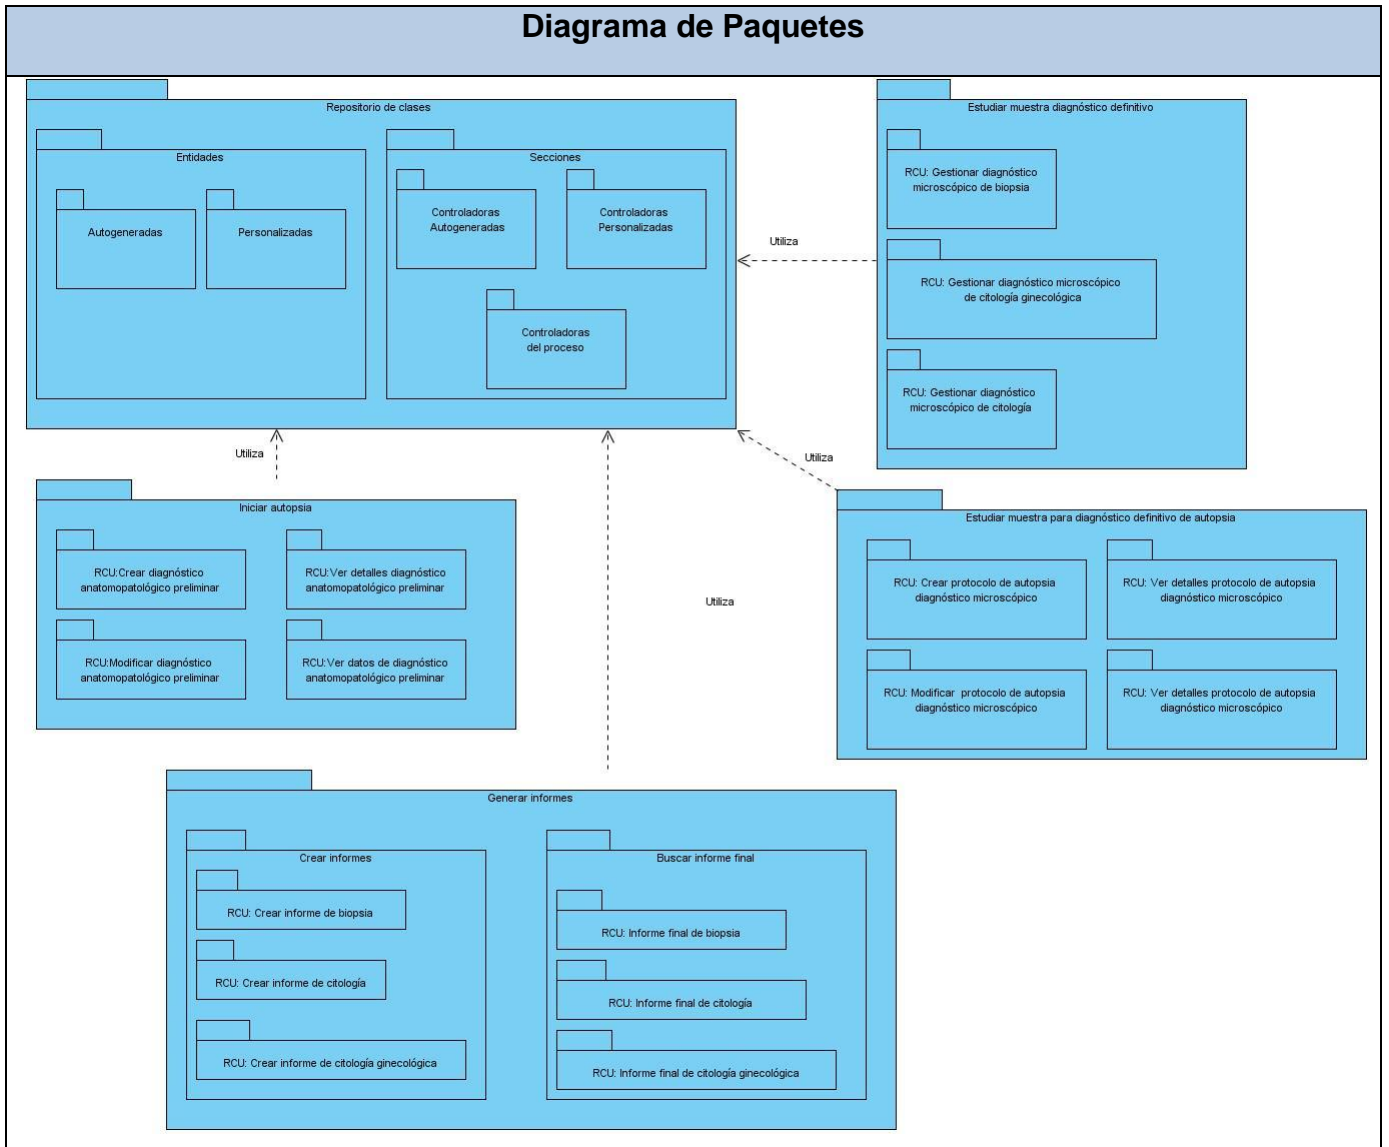 Diagrama de Paquetes
Repositorio de clases
Entidades
Autogeneradas
Personalizadas
Secciones
Controladoras
Autogeneradas
Controladoras
Personalizadas
Controladoras
del proceso
Estudiar muestra diagnóstico definitivo
RCU: Gestionar diagnóstico
microscópico de biopsia
RCU: Gestionar diagnóstico microscópico
de citología ginecológica
RCU: Gestionar diagnóstico
microscópico de citología
Utiliza
Utiliza
Utiliza
Utiliza
Iniciar autopsia
RCU:Crear diagnóstico
anatomopatológico preliminar
RCU:Ver detalles diagnóstico
anatomopatológico preliminar
RCU:Modificar diagnóstico
anatomopatológico preliminar
RCU:Ver datos de diagnóstico
anatomopatológico preliminar
Estudiar muestra para diagnóstico definitivo de autopsia
RCU: Crear protocolo de autopsia
diagnóstico microscópico
RCU: Ver detalles protocolo de autopsia
diagnóstico microscópico
RCU: Modificar protocolo de autopsia
diagnóstico microscópico
RCU: Ver detalles protocolo de autopsia
diagnóstico microscópico
Generar informes
Crear informes
RCU: Crear informe de biopsia
RCU: Crear informe de citología
RCU: Crear informe de citología ginecológica
Buscar informe final
RCU: Informe final de biopsia
RCU: Informe final de citología
RCU: Informe final de citología ginecológica